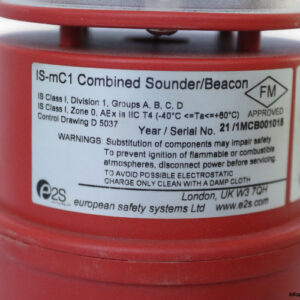 IS-mC1 Combined Sounder/Beacon
IS Class I, Division 1, Groups A, B, C, D
IS Class I, Zone 0, AEx ia IIC T4 (-40°C <=Ta<=+60°C)
Control Drawing D 5037
FM
APPROVED
Year / Serial No. 21 /1MCB001015
WARNINGS: Substitution of components may impair safety
To prevent ignition of flammable or combustible
atmospheres, disconnect power before servicing.
TO AVOID POSSIBLE ELECTROSTATIC
CHARGE ONLY CLEAN WITH A DAMP CLOTH
e2s
London, UK W3 7QH
european safety systems Ltd www.e2s.com